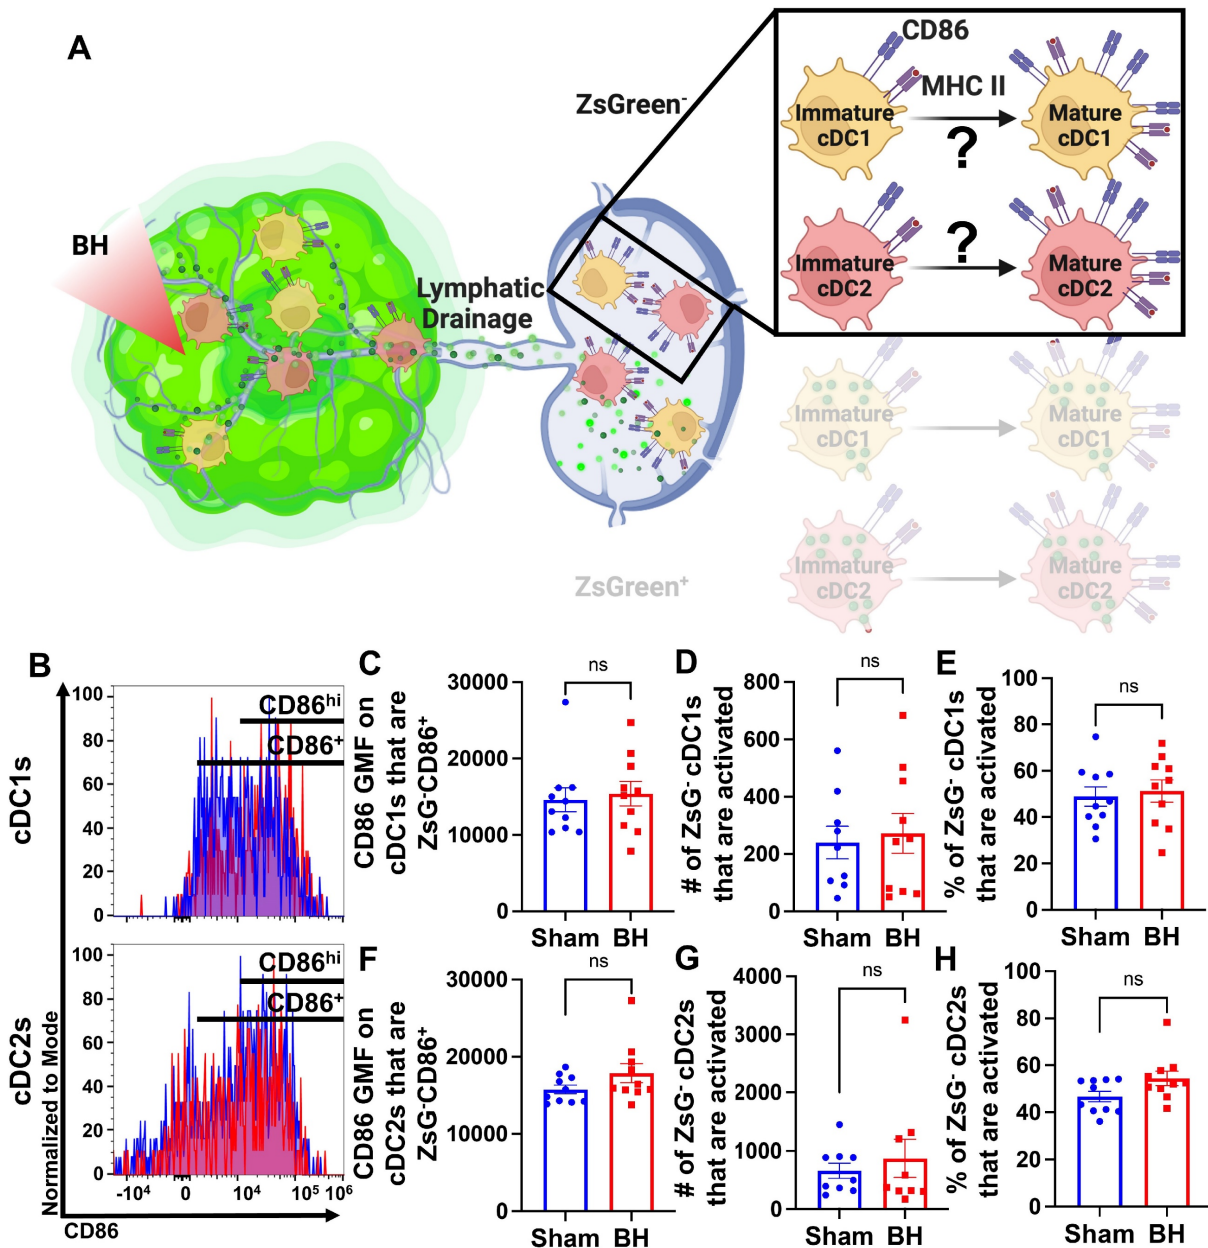 A
BH
Lymphatic
Drainage
ZsGreen⁻
CD86
MHC II
Immature
cDC1
?
Mature
cDC1
Immature
cDC2
?
Mature
cDC2
Immature
cDC1
Mature
cDC1
Immature
cDC2
Mature
cDC2
ZsGreen⁺
B
cDC1s
cDC2s
Normalized to Mode
CD86
100
80
60
40
20
0
CD86ʰⁱ
CD86⁺
100
80
60
40
20
0
CD86ʰⁱ
CD86⁺
-10⁴
0
10⁴
10⁵
10⁶
C
CD86 GMF on
cDC1s that are
ZsG⁻CD86⁺
30000
20000
10000
0
ns
Sham
BH
D
# of ZsG⁻ cDC1s
that are activated
800
600
400
200
0
ns
Sham
BH
E
% of ZsG⁻ cDC1s
that are activated
100
80
60
40
20
0
ns
Sham
BH
F
CD86 GMF on
cDC2s that are
ZsG⁻CD86⁺
30000
20000
10000
0
ns
Sham
BH
G
# of ZsG⁻ cDC2s
that are activated
4000
3000
2000
1000
0
ns
Sham
BH
H
% of ZsG⁻ cDC2s
that are activated
100
80
60
40
20
0
ns
Sham
BH